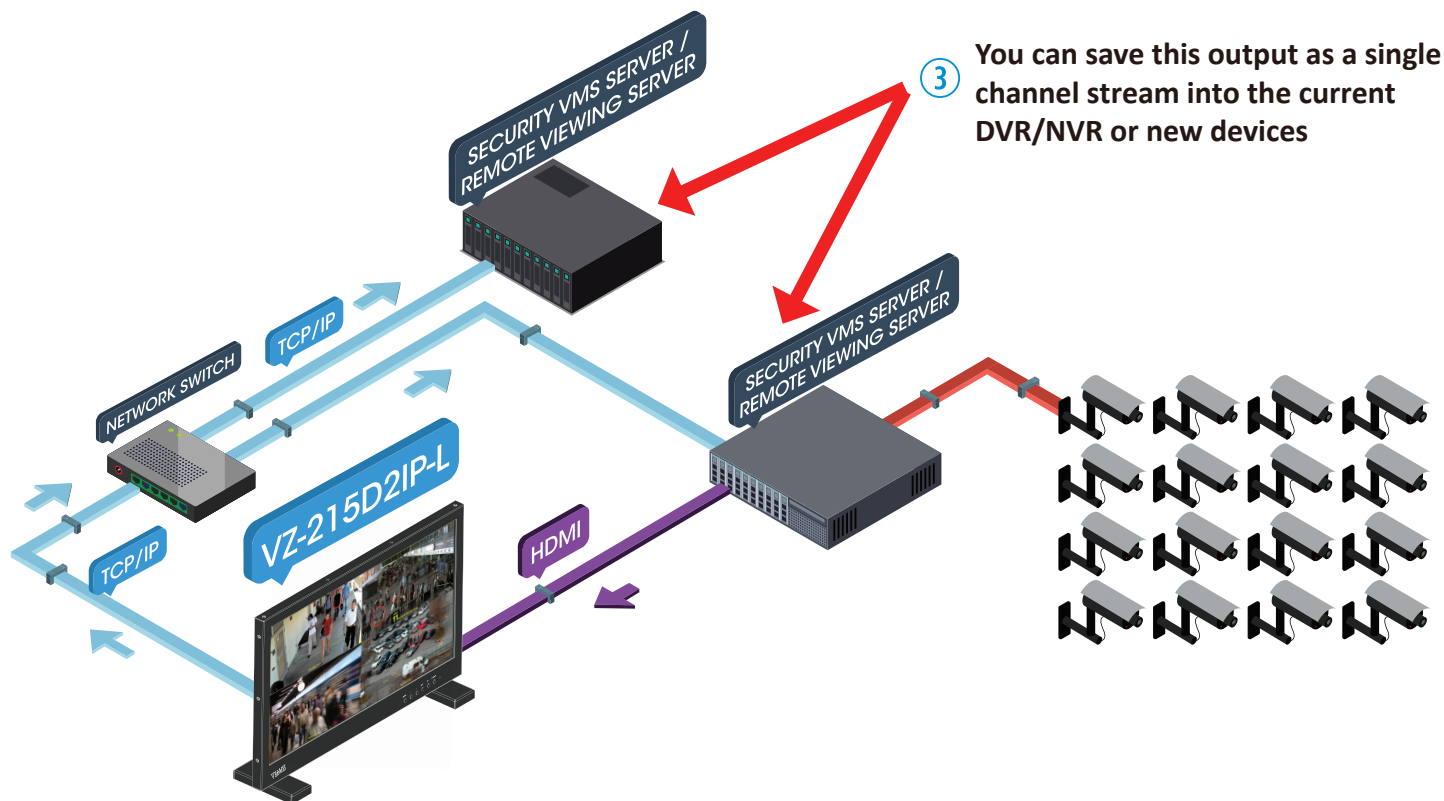 SECURITY VMS SERVER /
REMOTE VIEWING SERVER
3
You can save this output as a single
channel stream into the current
DVR/NVR or new devices
TCP/IP
NETWORK SWITCH
SECURITY VMS SERVER /
REMOTE VIEWING SERVER
VZ-215D2IP-L
HDMI
TCP/IP